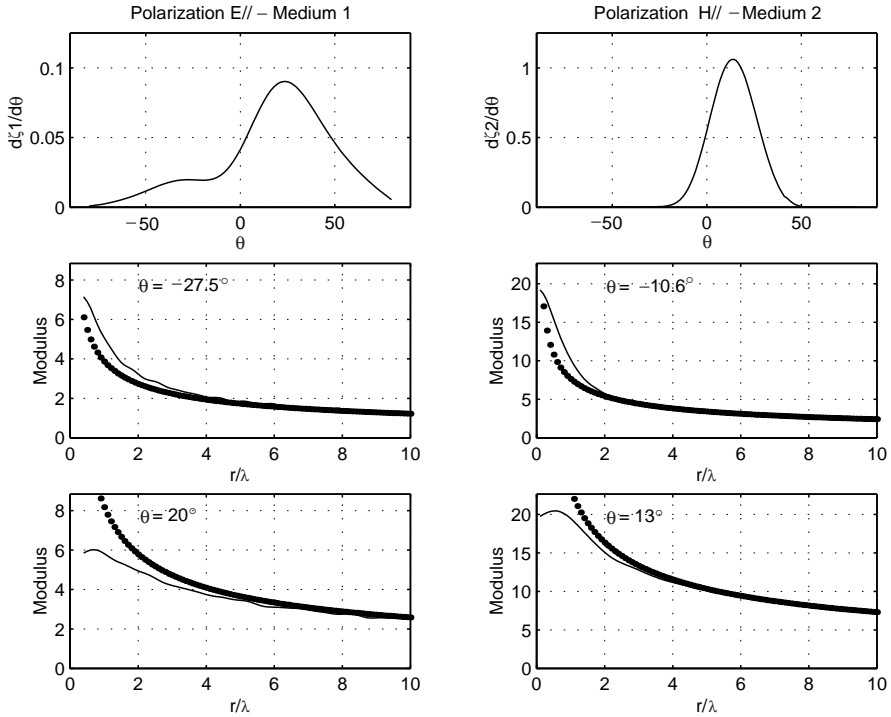 Polarization E// – Medium 1
0.1
0.05
0
dζ1/dθ
−50 0 50
θ
Polarization H// – Medium 2
1
0.5
0
dζ2/dθ
−50 0 50
θ
θ= −27.5°
8
6
4
2
0
Modulus
0 2 4 6 8 10
r/λ
θ= −10.6°
20
15
10
5
0
Modulus
0 2 4 6 8 10
r/λ
θ= 20°
8
6
4
2
0
Modulus
0 2 4 6 8 10
r/λ
θ= 13°
20
15
10
5
0
Modulus
0 2 4 6 8 10
r/λ